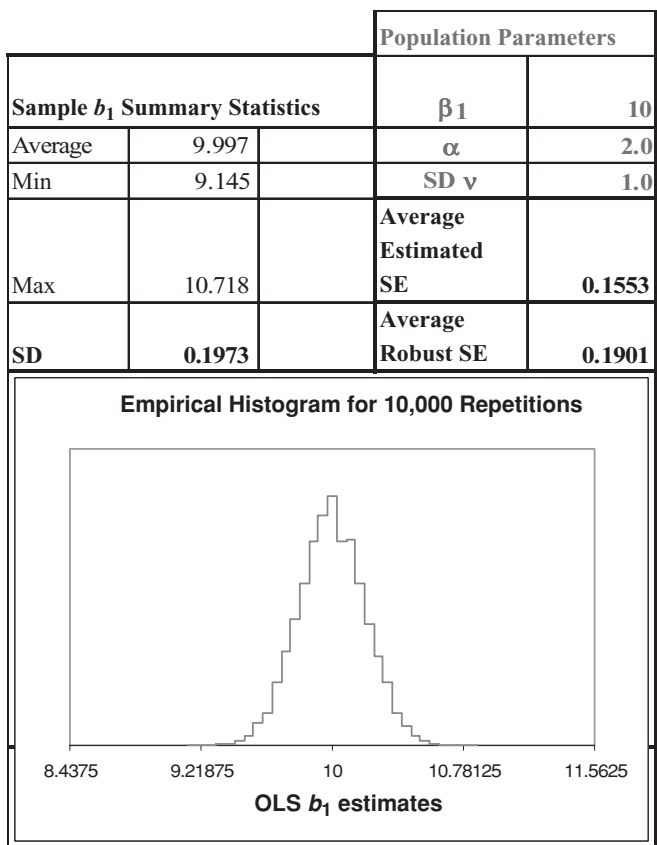 Population Parameters
Sample b₁ Summary Statistics β1 10
Average 9.997 α 2.0
Min 9.145 SD ν 1.0
Average
Estimated
Max 10.718 SE 0.1553
Average
SD 0.1973 Robust SE 0.1901
Empirical Histogram for 10,000 Repetitions
8.4375 9.21875 10 10.78125 11.5625
OLS b₁ estimates